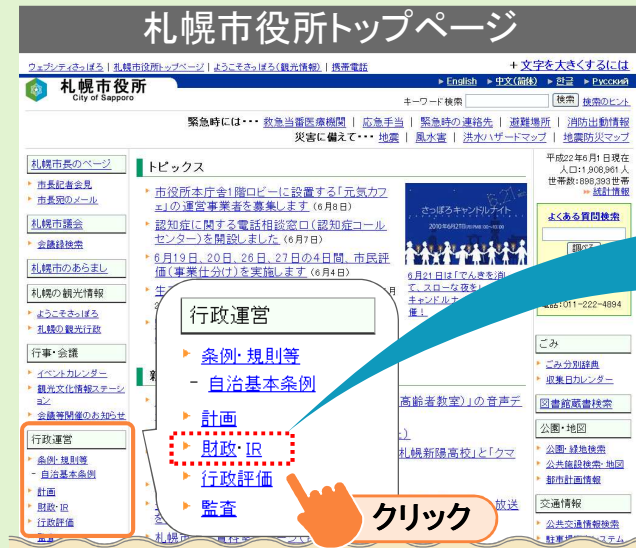 札幌市役所トップページ
ウェブシティさっぽろ | 札幌市役所トップページ | ようこそさっぽろ(観光情報) | 携帯電話
+ 文字を大きくするには
札幌市役所
City of Sapporo
English 中文(简体) 한글 Русский
キーワード検索 検索 検索のヒント
緊急時には・・・ 救急当番医療機関 | 応急手当 | 緊急時の連絡先 | 避難場所 | 消防出動情報
災害に備えて・・・ 地震 | 風水害 | 洪水ハザードマップ | 地震防災マップ
札幌市長のページ
市長記者会見
市長宛のメール
札幌市議会
会議録検索
札幌市のあらまし
札幌の観光情報
ようこそさっぽろ
札幌の観光行政
行事・会議
イベントカレンダー
観光文化情報ステーション
会議等開催のお知らせ
行政運営
条例・規則等
- 自治基本条例
計画
財政・IR
行政評価
監査
トピックス
市役所本庁舎1階ロビーに設置する「元気カフ
ェ」の運営事業者を募集します (6月8日)
認知症に関する電話相談窓口(認知症コール
センター)を開設しました (6月7日)
6月19日、20日、26日、27日の4日間、市民評
価(事業仕分け)を実施します (6月4日)
さっぽろキャンドルナイト
6月21日は「でんきを消し
て、スローな夜を
キャンドルナ
催!
高齢者教室)」の音声デ
札幌新陽高校」と「クマ
放送
行政運営
条例・規則等
- 自治基本条例
計画
財政・IR
行政評価
監査
クリック
平成22年6月1日現在
人口:1,908,961人
世帯数:898,393世帯
統計情報
よくある質問検索
調べる
電話:011-222-4894
ごみ
ごみ分別辞典
収集日カレンダー
図書館蔵書検索
公園・地図
公園・緑地検索
公共施設検索・地図
都市計画情報
交通情報
公共交通情報検索